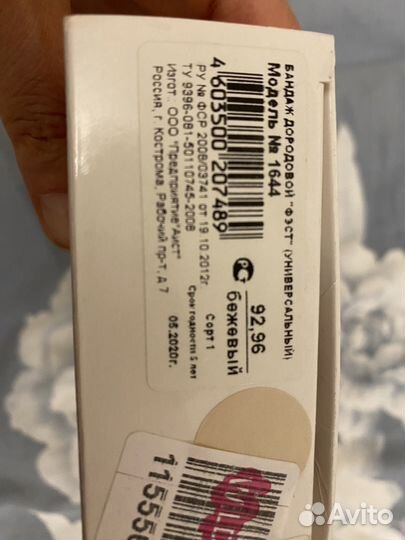 БАНДАЖ ДОРОДОВОЙ "ФЭСТ" (УНИВЕРСАЛЬНЫЙ)
Модель № 1644
92,96
бежевый
РСТ
Сорт 1
Срок годности 5 лет
4 603500 207489
РУ № ФСР 2008/03741 от 19.10.2012г.
ТУ 9396-081-50110745-2008
Изгот.: ООО "Предприятие"Аист"
Россия, г. Кострома, Рабочий пр-т, д.7
05.2020г.
Avito